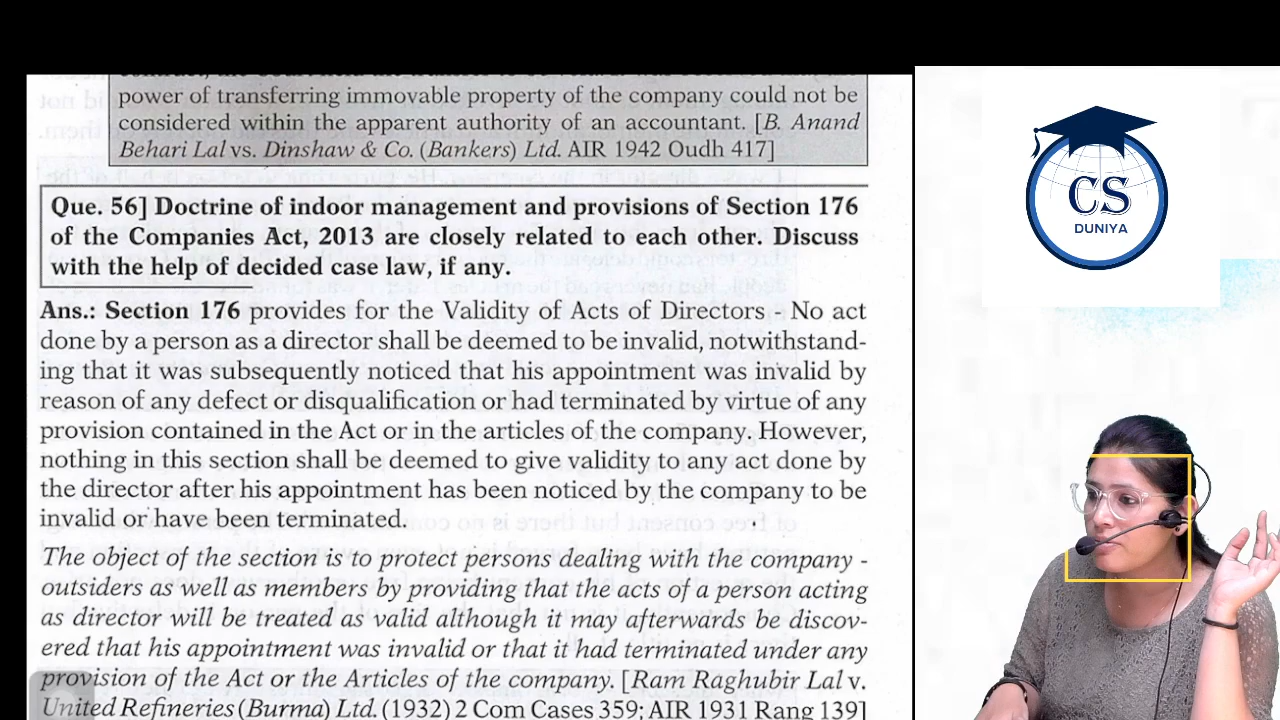 contract, the Court held the transfer
power of transferring immovable property of the company could not be
considered within the apparent authority of an accountant. [B. Anand
Behari Lal vs. Dinshaw & Co. (Bankers) Ltd. AIR 1942 Oudh 417]
Que. 56] Doctrine of indoor management and provisions of Section 176
of the Companies Act, 2013 are closely related to each other. Discuss
with the help of decided case law, if any.
Ans.: Section 176 provides for the Validity of Acts of Directors - No act
done by a person as a director shall be deemed to be invalid, notwithstand-
ing that it was subsequently noticed that his appointment was invalid by
reason of any defect or disqualification or had terminated by virtue of any
provision contained in the Act or in the articles of the company. However,
nothing in this section shall be deemed to give validity to any act done by
the director after his appointment has been noticed by the company to be
invalid or have been terminated.
The object of the section is to protect persons dealing with the company -
outsiders as well as members by providing that the acts of a person acting
as director will be treated as valid although it may afterwards be discov-
ered that his appointment was invalid or that it had terminated under any
provision of the Act or the Articles of the company. [Ram Raghubir Lal v.
United Refineries (Burma) Ltd. (1932) 2 Com Cases 359; AIR 1931 Rang 139]
CS
DUNIYA